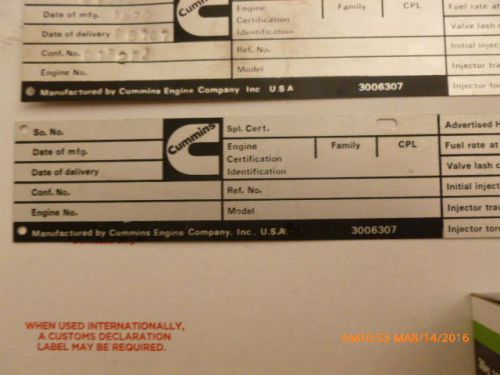 Date of mfg.
Date of delivery
Conf. No.
Engine No.
Cummins
Engine Family CPL
Certification
Identification
Ref. No.
Model
Fuel rate at
Valve lash
Initial injec
Injector tra
Injector tor
Manufactured by Cummins Engine Company, Inc. U.S.A. 3006307
So. No.
Date of mfg.
Date of delivery
Conf. No.
Engine No.
Cummins
Spl. Cert.
Engine Family CPL
Certification
Identification
Ref. No.
Model
Advertised H
Fuel rate at
Valve lash c
Initial inject
Injector trav
Injector torq
Manufactured by Cummins Engine Company, Inc., U.S.A. 3006307
WHEN USED INTERNATIONALLY,
A CUSTOMS DECLARATION
LABEL MAY BE REQUIRED.
AM10:53 MAR/14/2016